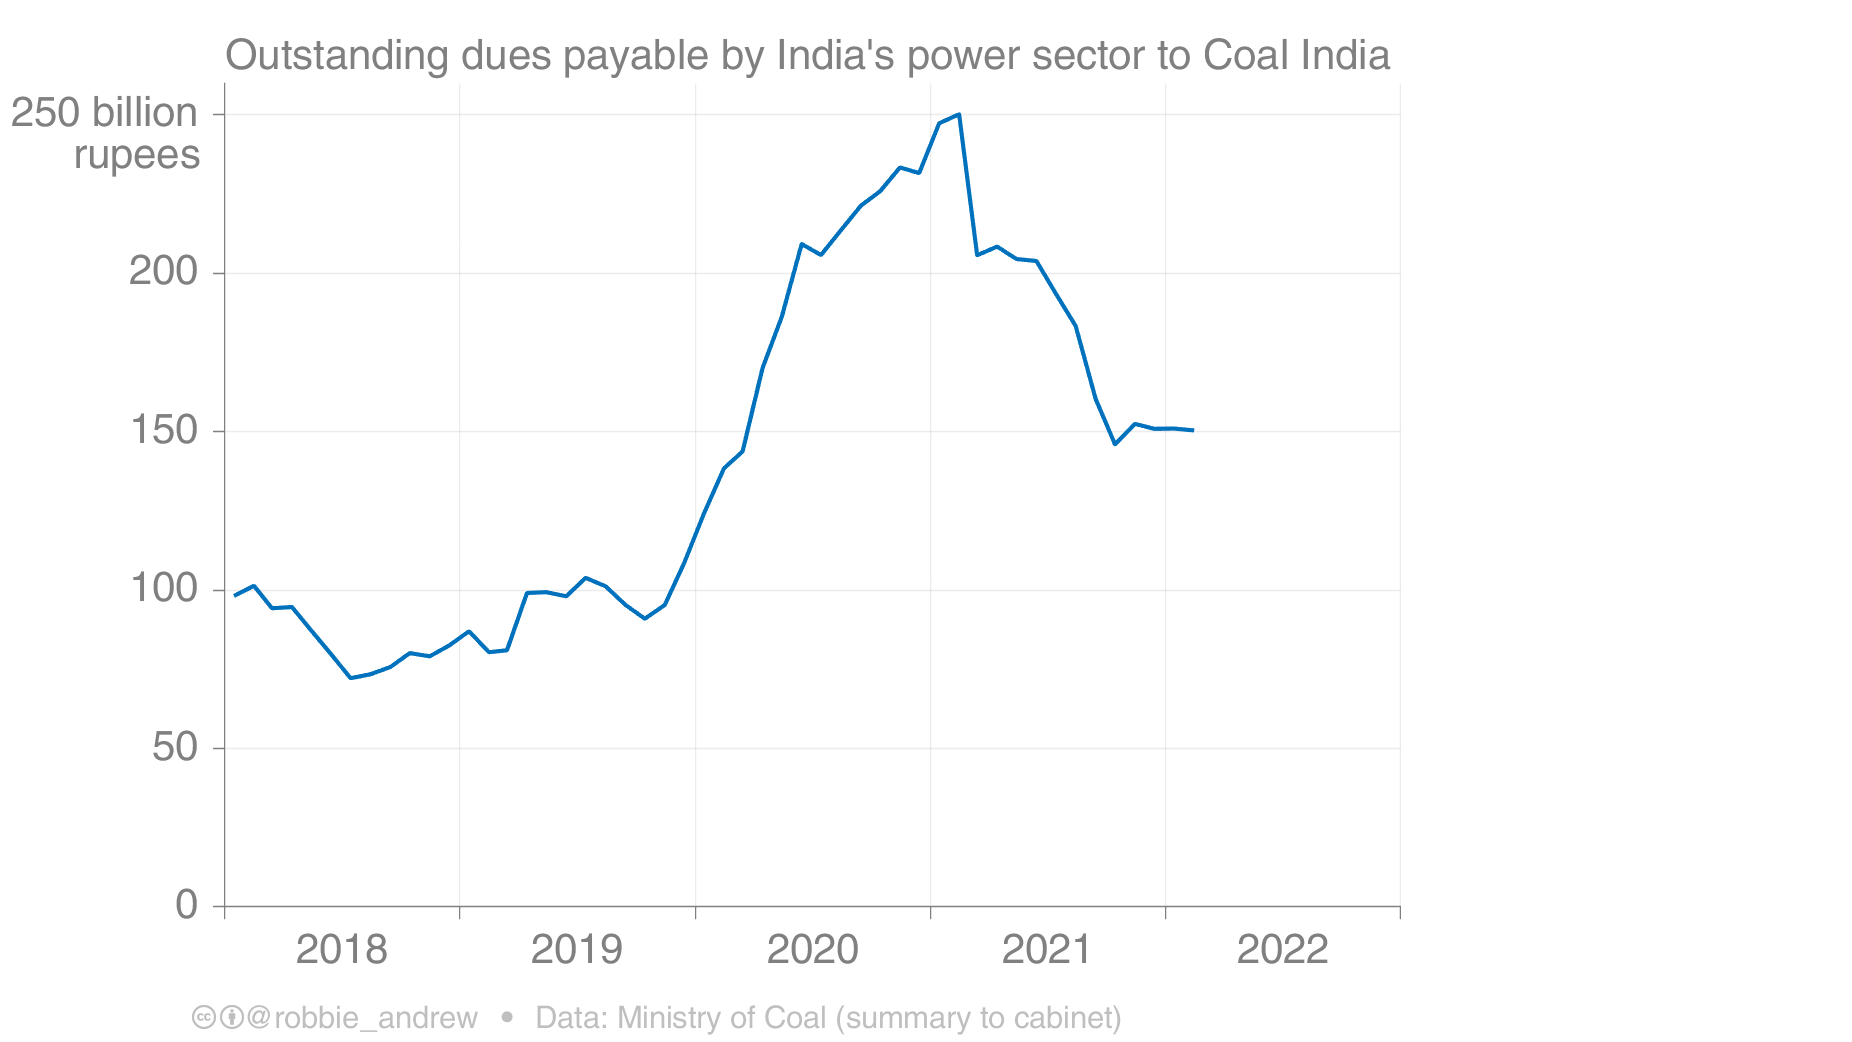 Outstanding dues payable by India's power sector to Coal India
250 billion
rupees
200
150
100
50
0
2018
2019
2020
2021
2022
cc @robbie_andrew • Data: Ministry of Coal (summary to cabinet)